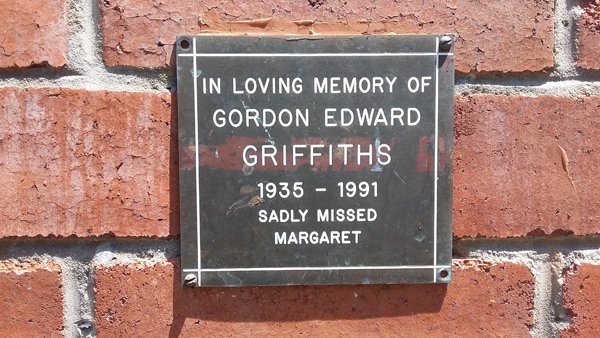 IN LOVING MEMORY OF
GORDON EDWARD
GRIFFITHS
1935 - 1991
SADLY MISSED
MARGARET